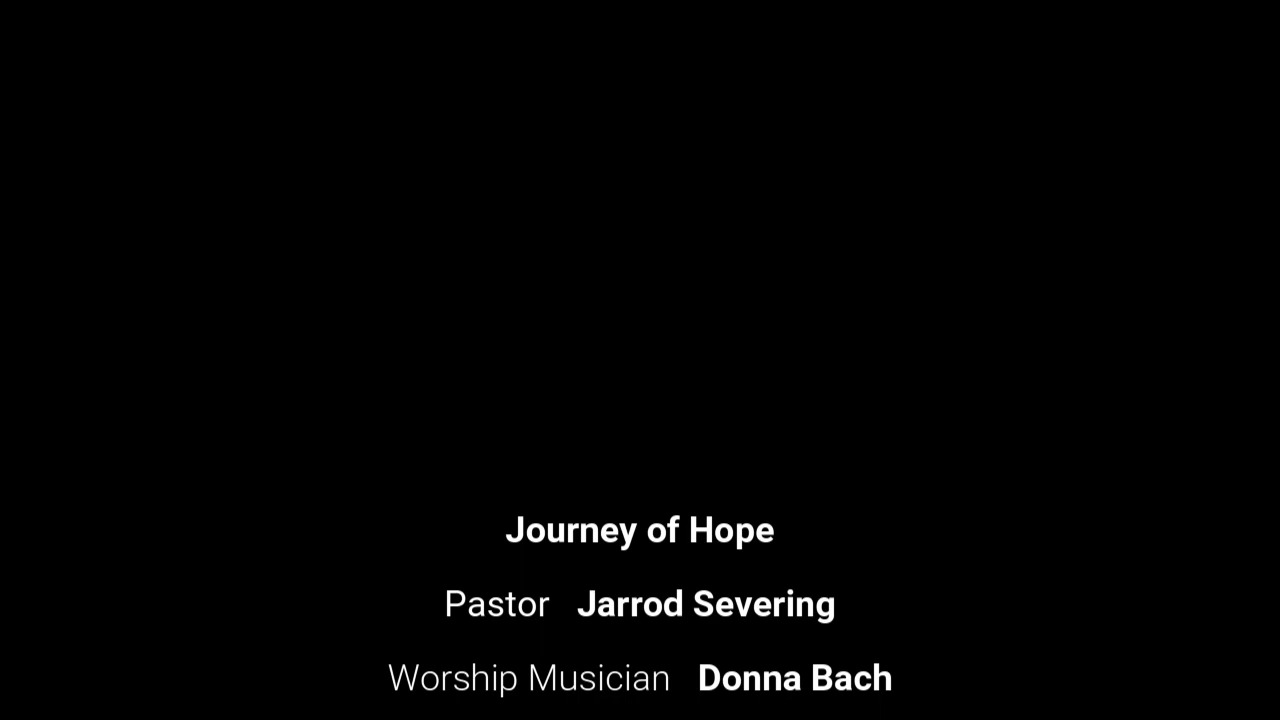 Journey of Hope
Pastor Jarrod Severing
Worship Musician Donna Bach